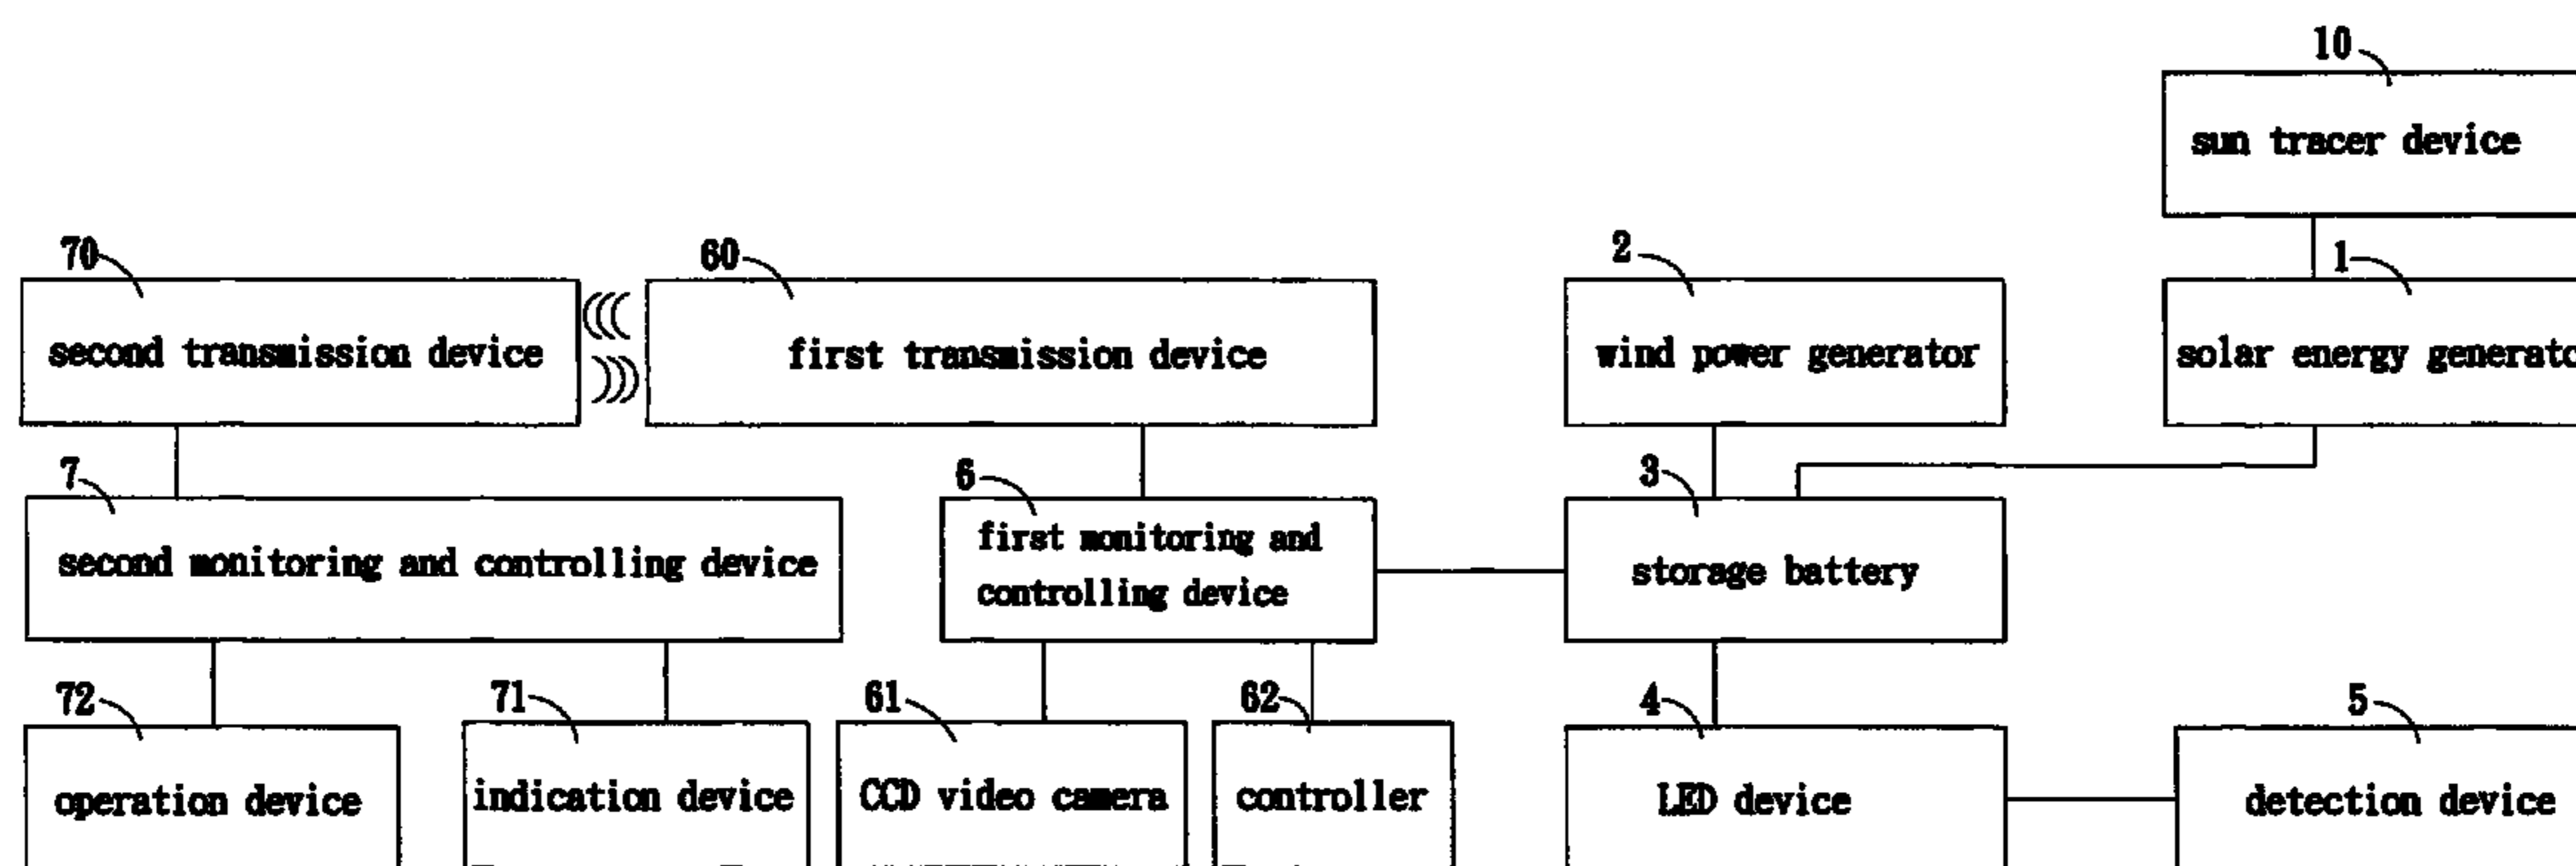 10
sun tracer device
70
60
2
1
second transmission device
first transmission device
wind power generator
solar energy generato
7
6
3
second monitoring and controlling device
first monitoring and
controlling device
storage battery
72
71
61
62
4
5
operation device
indication device
CCD video camera
controller
LED device
detection device